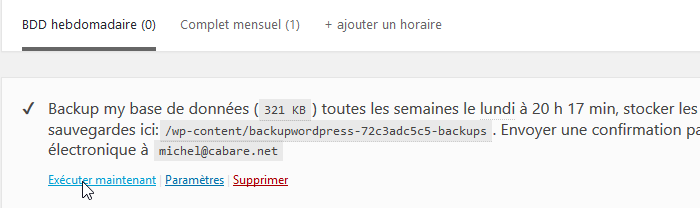 BDD hebdomadaire (0) Complet mensuel (1) + ajouter un horaire
✓ Backup my base de données ( 321 KB ) toutes les semaines le lundi à 20 h 17 min, stocker les
sauvegardes ici: /wp-content/backupwordpress-72c3adc5c5-backups . Envoyer une confirmation pa
électronique à michel@cabare.net
Exécuter maintenant | Paramètres | Supprimer